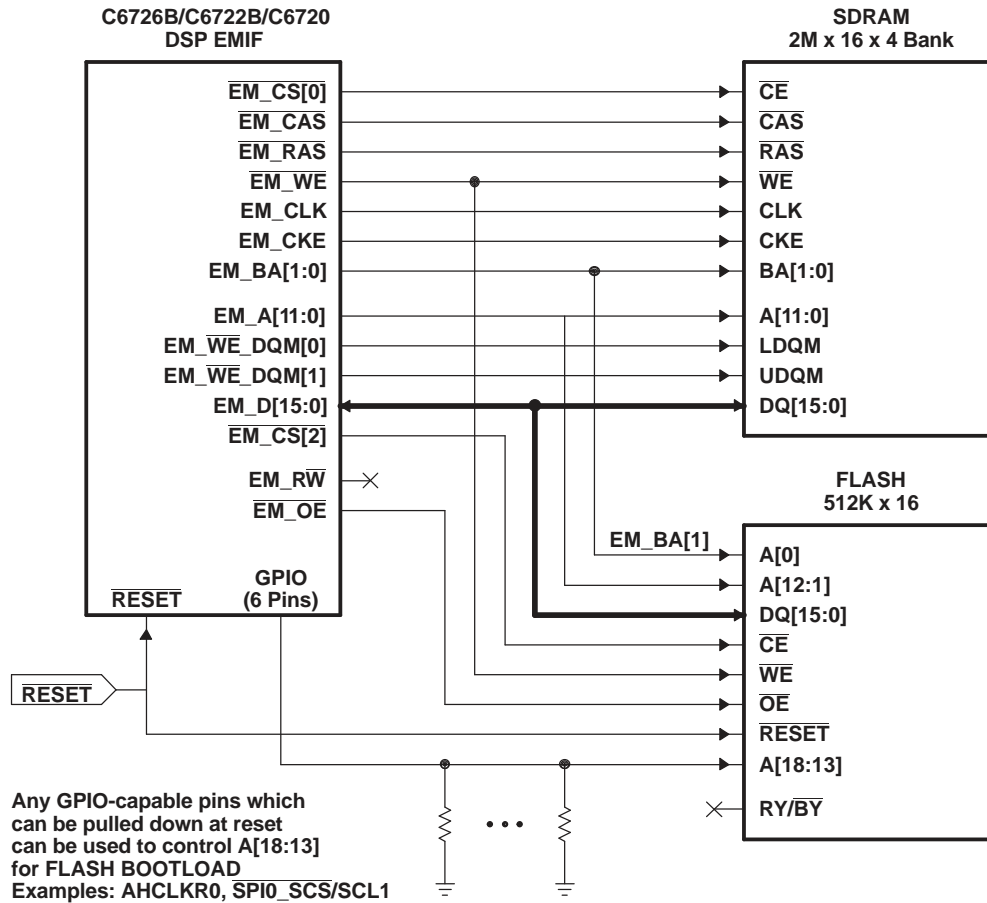 C6726B/C6722B/C6720
DSP EMIF
SDRAM
2M x 16 x 4 Bank
EM_CS[0]
CE
EM_CAS
CAS
EM_RAS
RAS
EM_WE
WE
EM_CLK
CLK
EM_CKE
CKE
EM_BA[1:0]
BA[1:0]
EM_A[11:0]
A[11:0]
EM_WE_DQM[0]
LDQM
EM_WE_DQM[1]
UDQM
EM_D[15:0]
DQ[15:0]
EM_CS[2]
EM_RW
EM_OE
FLASH
512K x 16
EM_BA[1]
A[0]
A[12:1]
DQ[15:0]
CE
WE
OE
RESET
A[18:13]
RY/BY
GPIO
(6 Pins)
RESET
RESET
Any GPIO-capable pins which
can be pulled down at reset
can be used to control A[18:13]
for FLASH BOOTLOAD
Examples: AHCLKR0, SPI0_SCS/SCL1